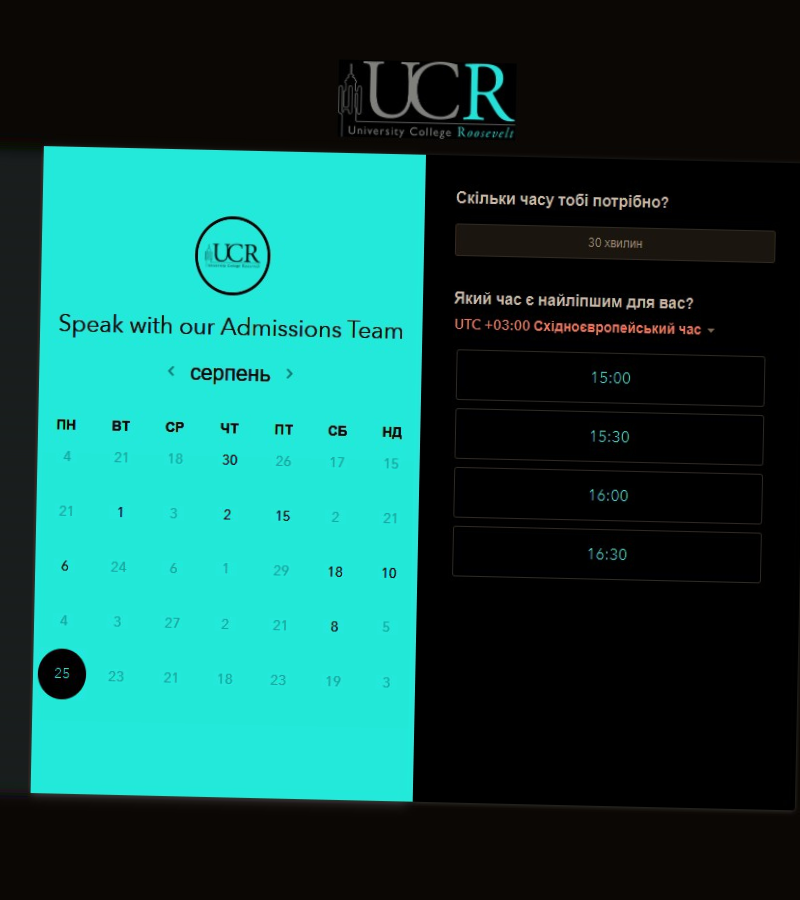 UCR
University College Roosevelt
UCR
Speak with our Admissions Team
серпень
ПН ВТ СР ЧТ ПТ СБ НД
4 21 18 30 26 17 15
21 1 3 2 15 2 21
6 24 6 1 29 18 10
4 3 27 2 21 8 5
25 23 21 18 23 19 3
Скільки часу тобі потрібно?
30 хвилин
Який час є найліпшим для вас?
UTC +03:00 Східноєвропейський час
15:00
15:30
16:00
16:30